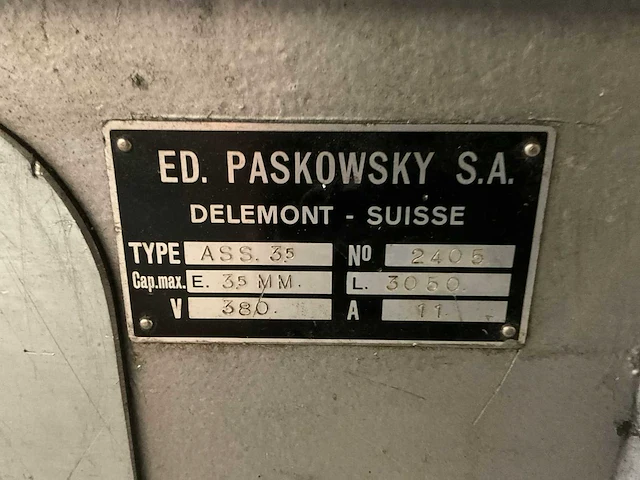 ED. PASKOWSKY S.A.
DELEMONT - SUISSE
TYPE ASS. 35 No 2405
Cap.max. E. 35 MM. L. 3050.
V 380. A 11